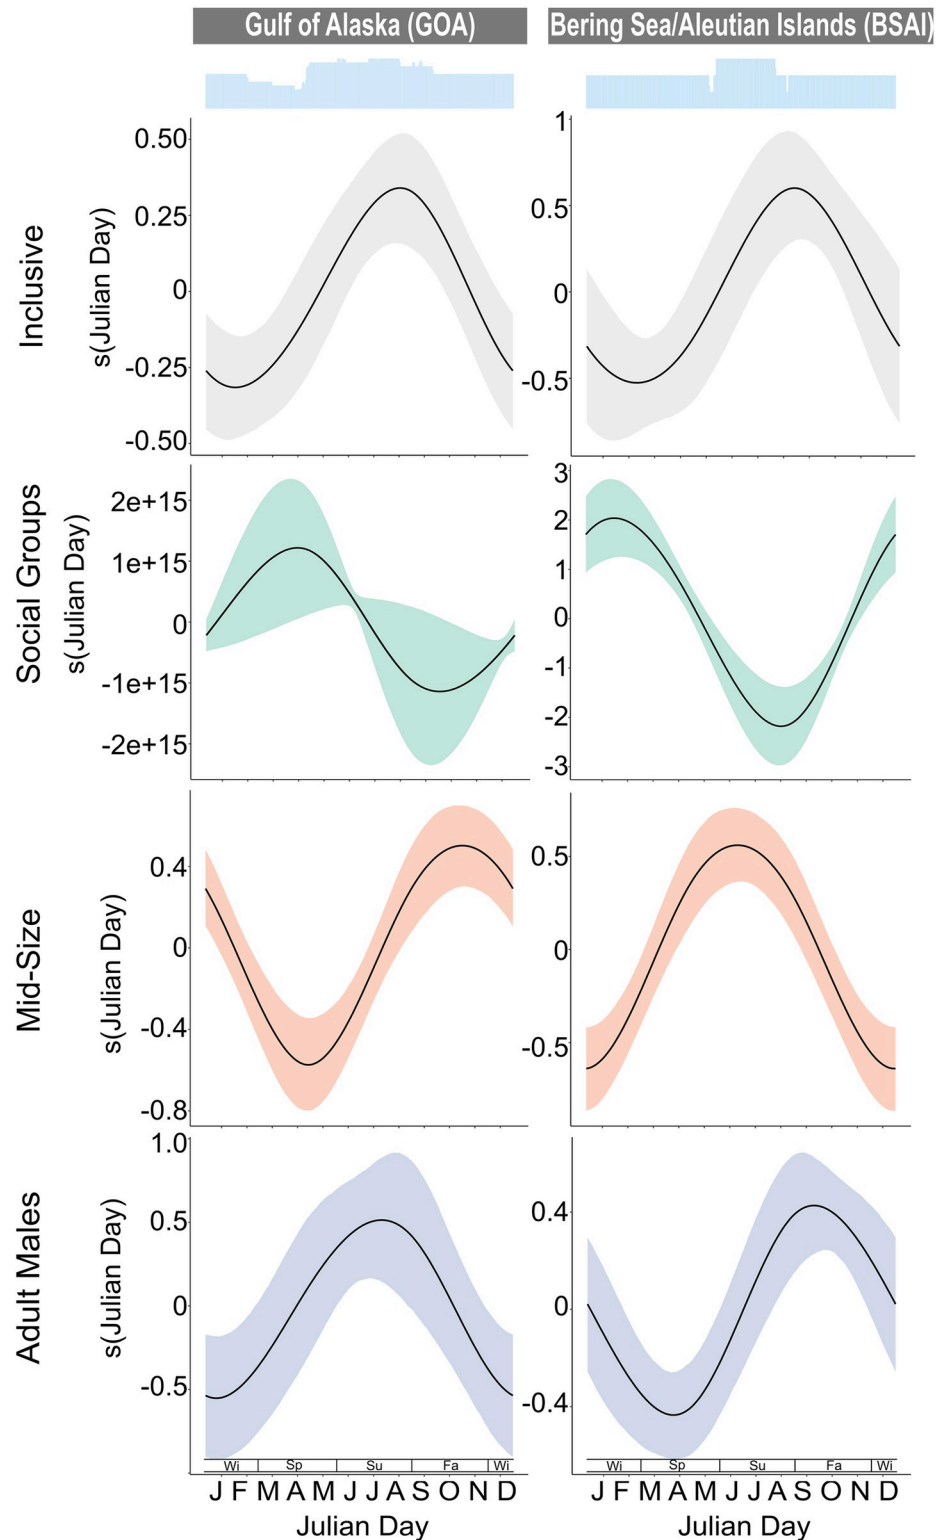 Gulf of Alaska (GOA)
Bering Sea/Aleutian Islands (BSAI)
Inclusive
s(Julian Day)
0.50
0.25
0
-0.25
-0.50
1
0.5
0
-0.5
Social Groups
s(Julian Day)
2e+15
1e+15
0
-1e+15
-2e+15
3
2
1
0
-1
-2
-3
Mid-Size
s(Julian Day)
0.4
0
-0.4
-0.8
0.5
0
-0.5
Adult Males
s(Julian Day)
1.0
0.5
0
-0.5
0.4
0
-0.4
Wi Sp Su Fa Wi
Wi Sp Su Fa Wi
J F M A M J J A S O N D
J F M A M J J A S O N D
Julian Day
Julian Day